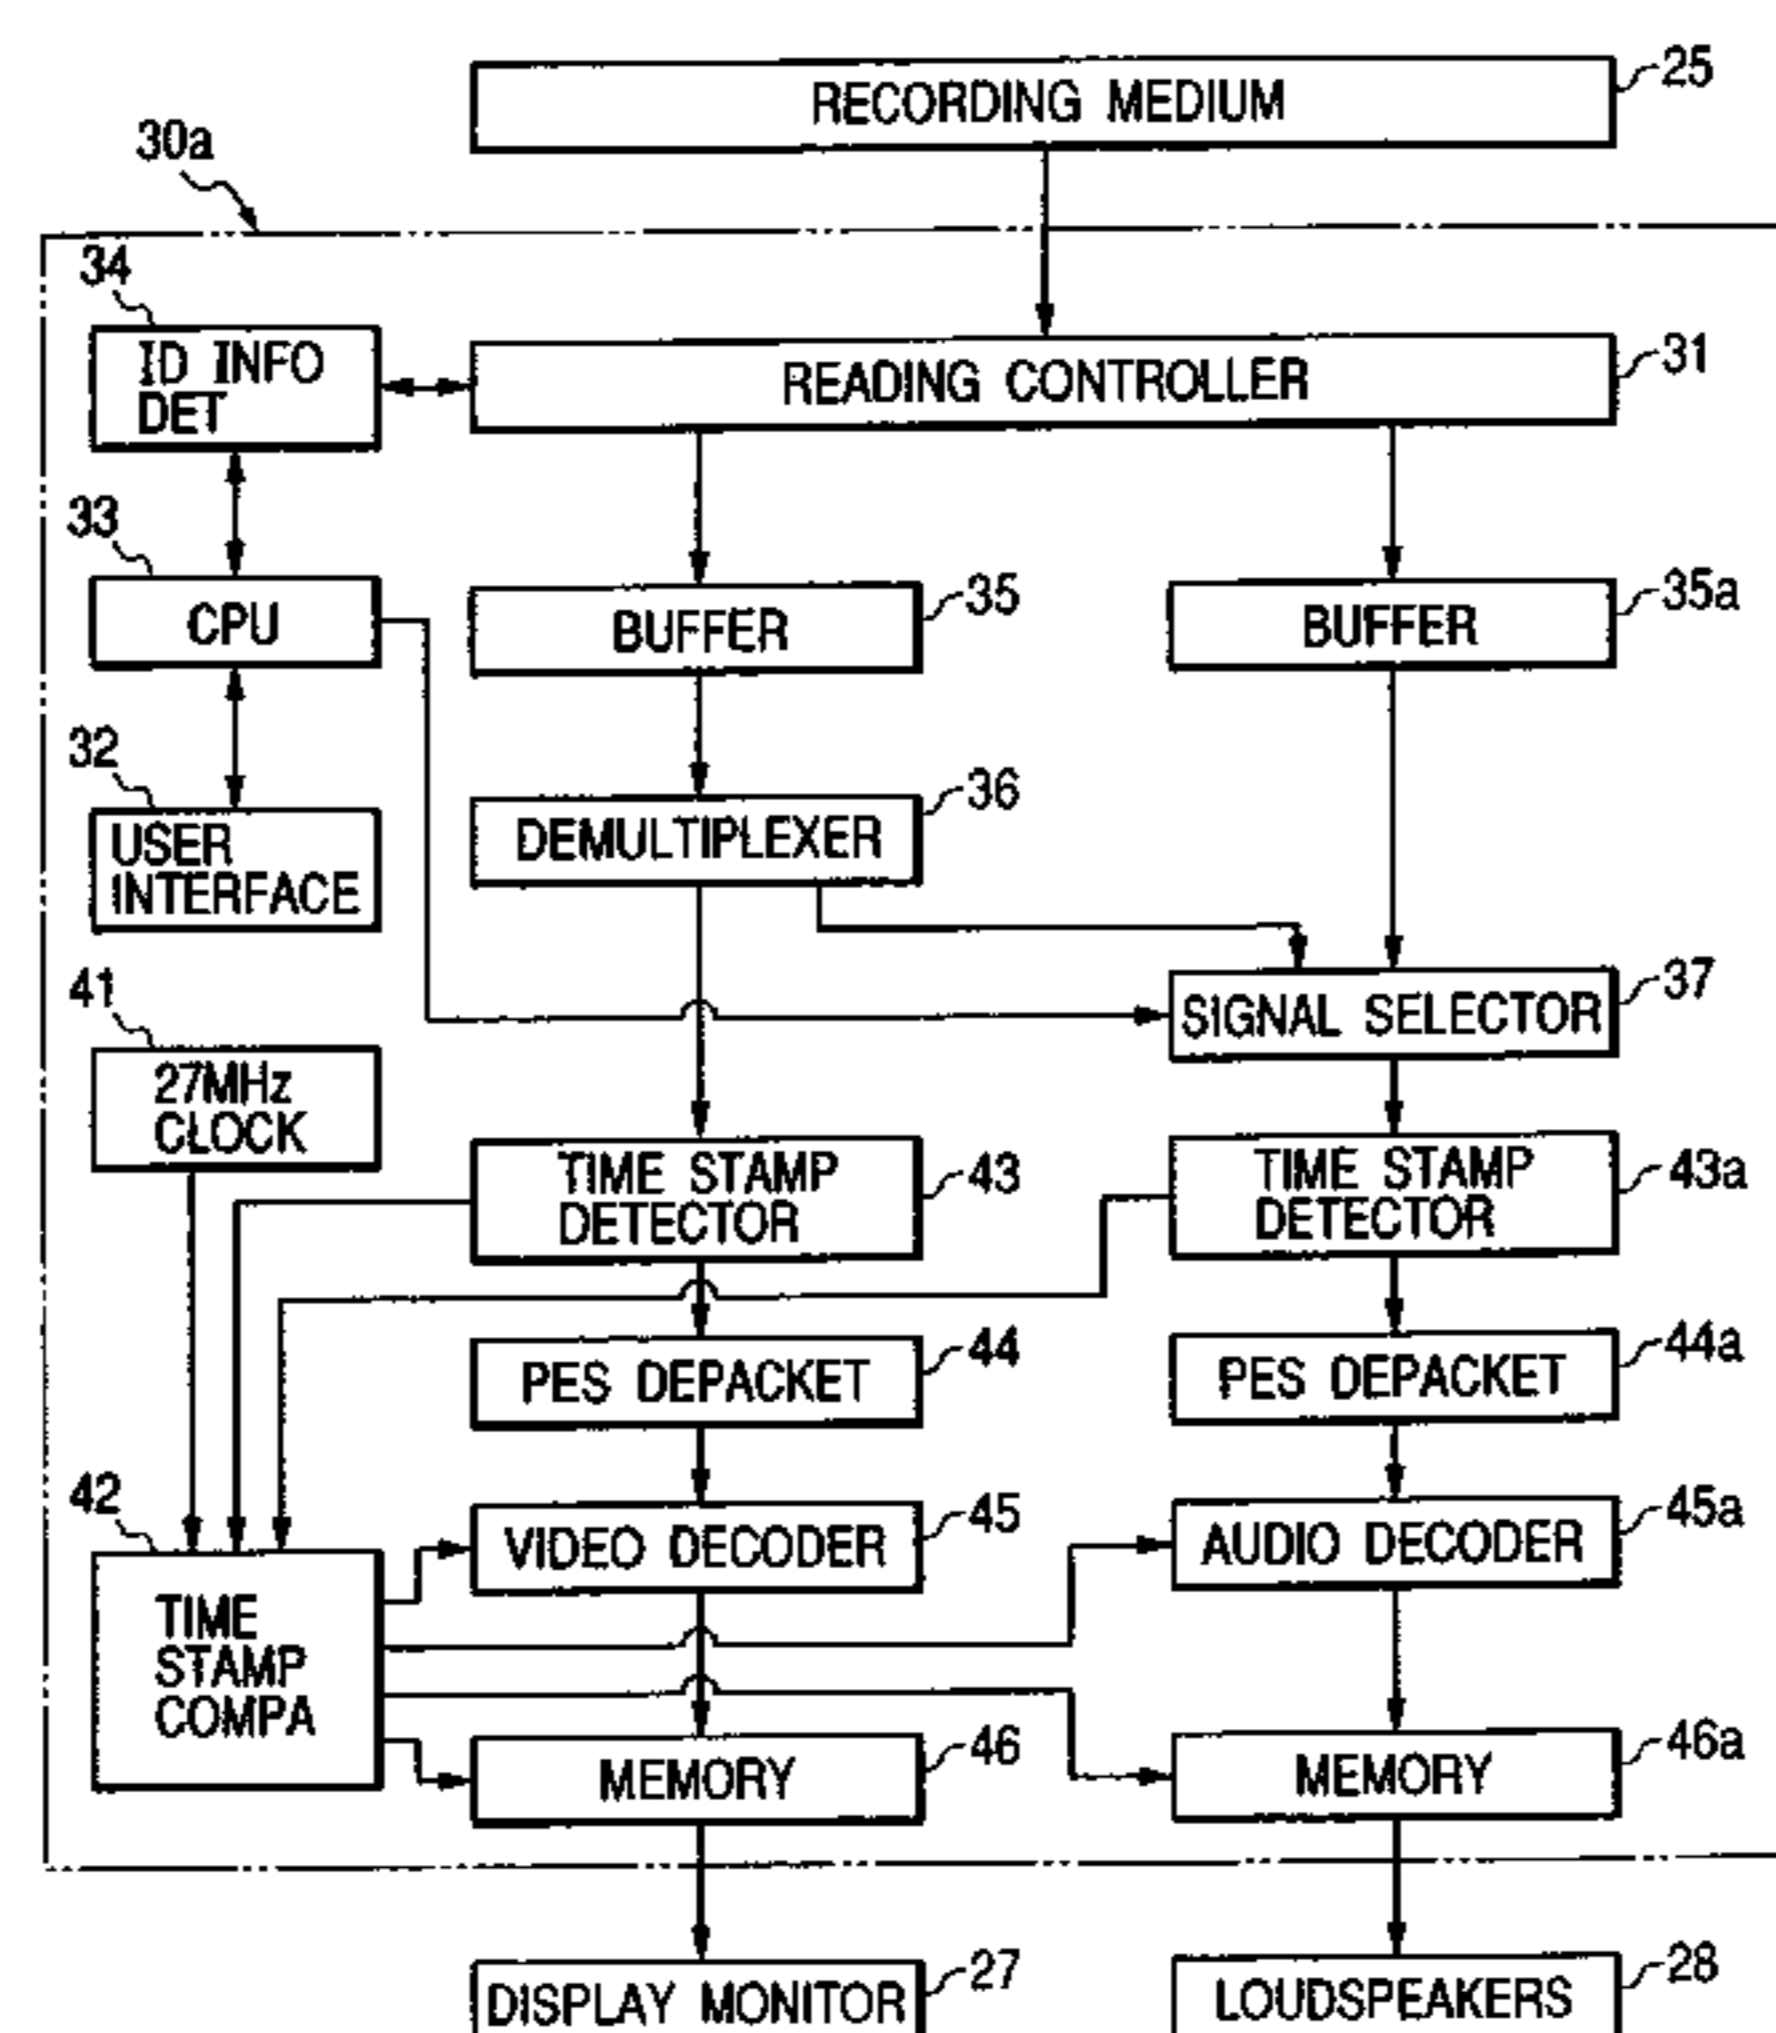 RECORDING MEDIUM
25
30a
34
ID INFO
DET
READING CONTROLLER
31
33
CPU
BUFFER
35
BUFFER
35a
32
USER
INTERFACE
DEMULTIPLEXER
36
SIGNAL SELECTOR
37
41
27MHz
CLOCK
TIME STAMP
DETECTOR
43
TIME STAMP
DETECTOR
43a
PES DEPACKET
44
PES DEPACKET
44a
42
TIME
STAMP
COMPA
VIDEO DECODER
45
AUDIO DECODER
45a
MEMORY
46
MEMORY
46a
DISPLAY MONITOR
27
LOUDSPEAKERS
28